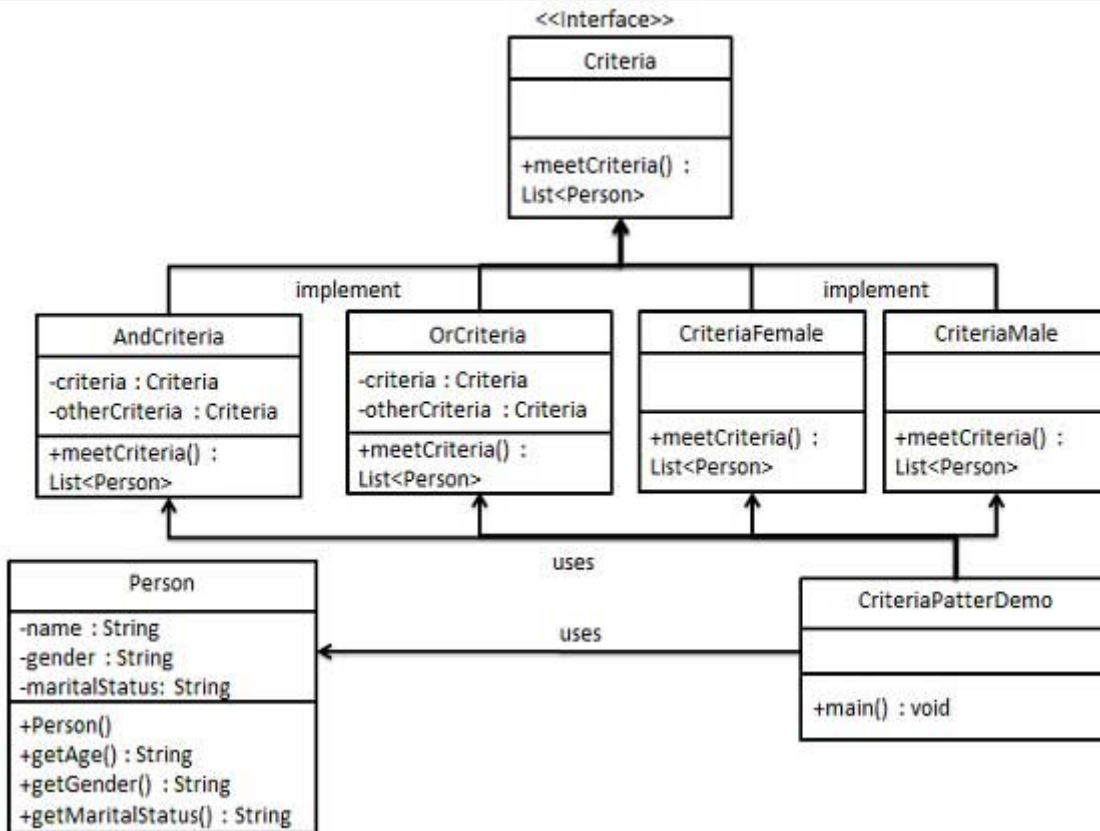 <<Interface>>
Criteria
+meetCriteria() :
List<Person>
implement
implement
AndCriteria
-criteria : Criteria
-otherCriteria : Criteria
+meetCriteria() :
List<Person>
OrCriteria
-criteria : Criteria
-otherCriteria : Criteria
+meetCriteria() :
List<Person>
CriteriaFemale
+meetCriteria() :
List<Person>
CriteriaMale
+meetCriteria() :
List<Person>
uses
Person
-name : String
-gender : String
-maritalStatus: String
+Person()
+getAge() : String
+getGender() : String
+getMaritalStatus() : String
uses
CriteriaPatterDemo
+main() : void